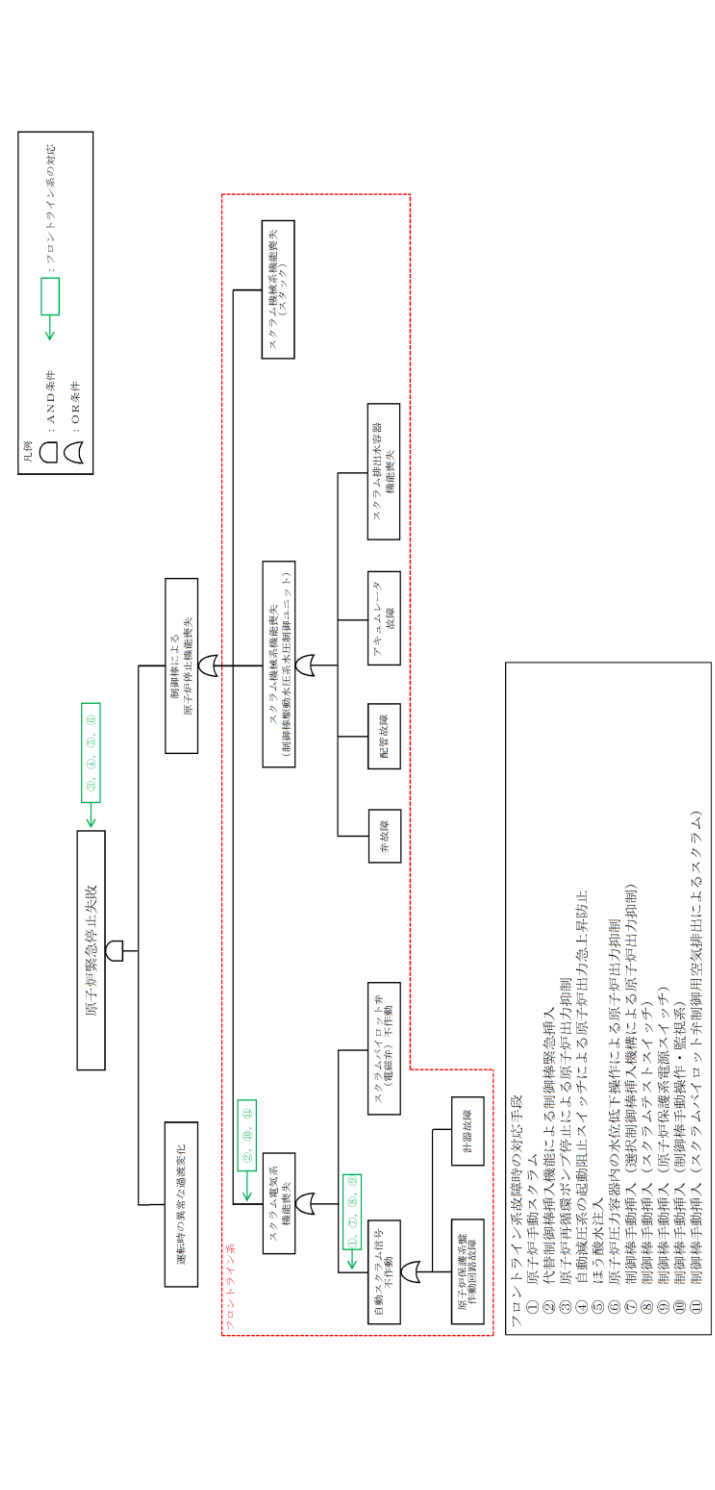 凡例
：AND条件
：OR条件
：フロントライン系の対応
原子炉緊急停止失敗
③, ④, ⑤, ⑥
運転時の異常な過渡変化
制御棒による
原子炉停止機能喪失
フロントライン系
②, ⑩, ⑪
スクラム電気系
機能喪失
スクラム機械系機能喪失
(制御棒駆動水圧系水圧制御ユニット)
スクラム機械系機能喪失
(スタック)
①, ⑦, ⑧, ⑨
自動スクラム信号
不作動
スクラムパイロット弁
(電磁弁) 不作動
弁故障
配管故障
アキュムレータ
故障
スクラム排出水容器
機能喪失
原子炉保護系盤
作動回路故障
計器故障
フロントライン系故障時の対応手段
① 原子炉手動スクラム
② 代替制御棒挿入機能による制御棒緊急挿入
③ 原子炉再循環ポンプ停止による原子炉出力抑制
④ 自動減圧系の起動阻止スイッチによる原子炉出力急上昇防止
⑤ ほう酸水注入
⑥ 原子炉圧力容器内の水位低下操作による原子炉出力抑制
⑦ 制御棒手動挿入 (選択制御棒挿入機構による原子炉出力抑制)
⑧ 制御棒手動挿入 (スクラムテストスイッチ)
⑨ 制御棒手動挿入 (原子炉保護系電源スイッチ)
⑩ 制御棒手動挿入 (制御棒手動操作・監視系)
⑪ 制御棒手動挿入 (スクラムパイロット弁制御用空気排出によるスクラム)